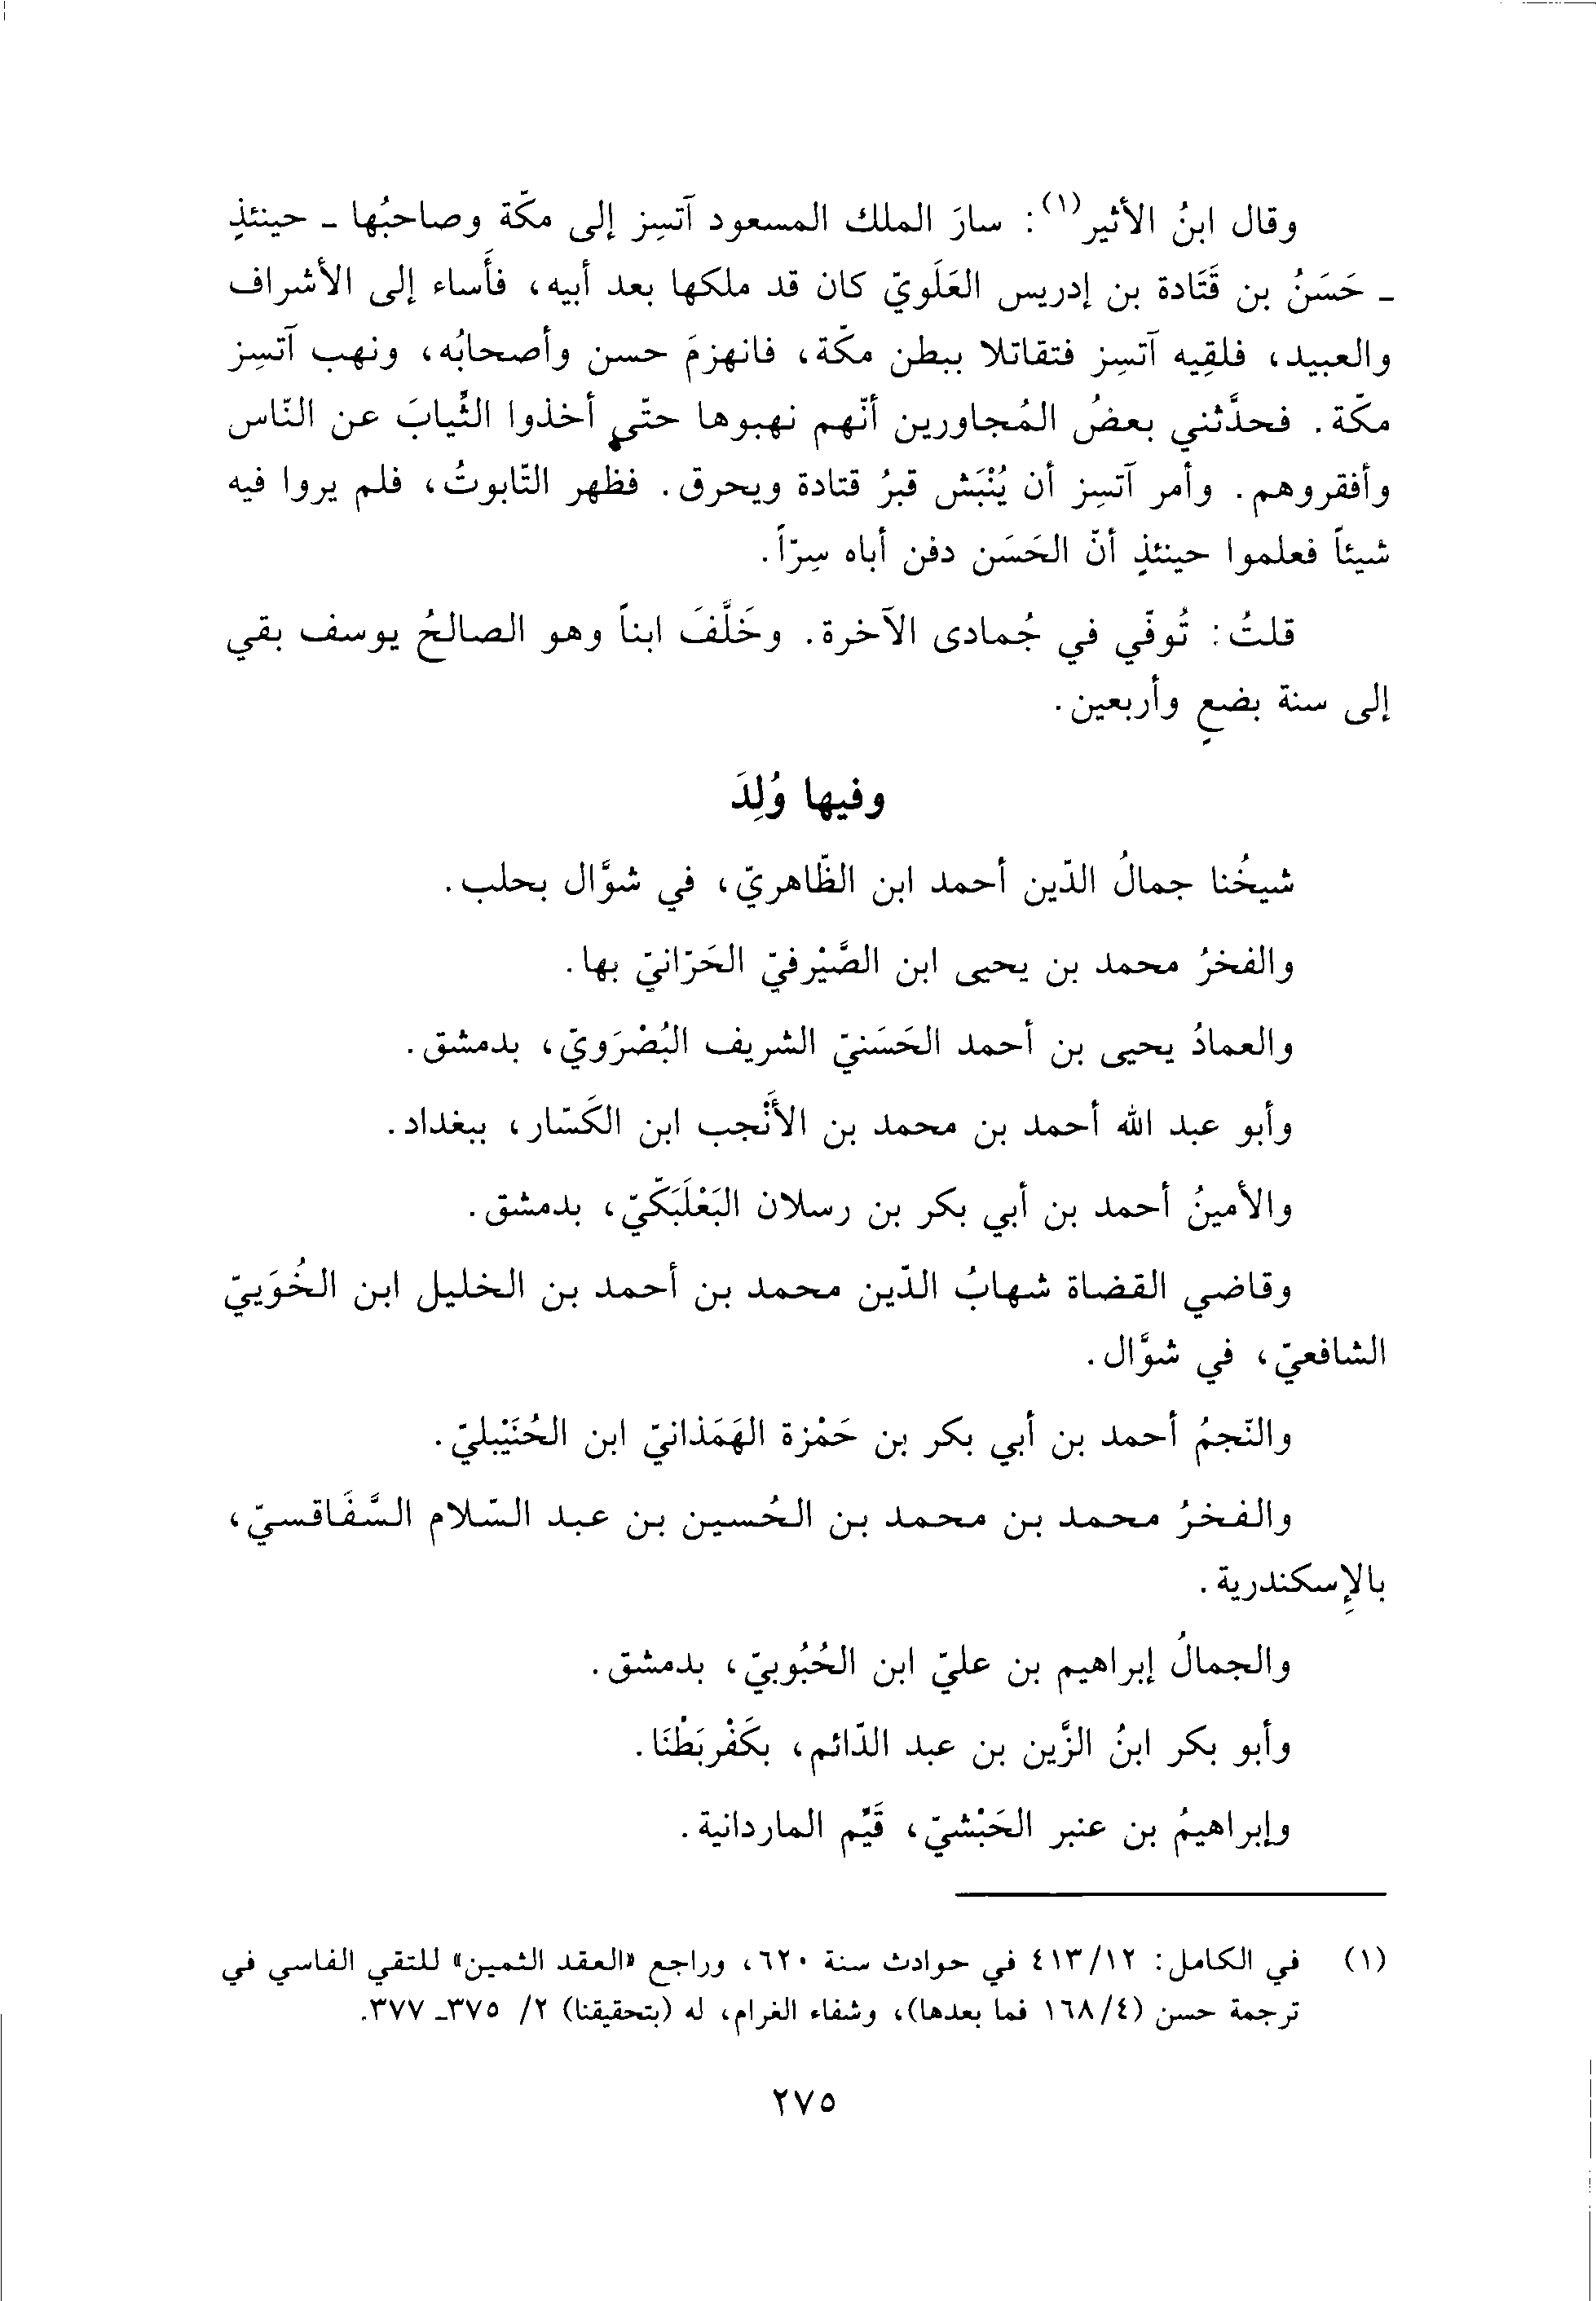 وقال ابنُ الأثير(١): سارَ الملك المسعود آتسِز إلى مكّة وصاحبُها ـ حينئذٍ
ـ حَسَنُ بن قَتَادة بن إدريس العَلَويّ كان قد ملكها بعد أبيه، فأَساء إلى الأشراف
والعبيد، فلقِيه آتسِز فتقاتلا ببطن مكّة، فانهزمَ حسن وأصحابُه، ونهب آتسِز
مكّة. فحدَّثني بعضُ المُجاورين أنّهم نهبوها حتّى أخذوا الثِّيابَ عن النّاس
وأفقروهم. وأمر آتسِز أن يُنْبَش قبرُ قتادة ويحرق. فظهر التّابوتُ، فلم يروا فيه
شيئاً فعلموا حينئذٍ أنّ الحَسَن دفن أباه سِرّاً.
قلتُ: تُوفّي في جُمادى الآخرة. وخَلَّفَ ابناً وهو الصالحُ يوسف بقي
إلى سنة بضعٍ وأربعين.
وفيها وُلِدَ
شيخُنا جمالُ الدّين أحمد ابن الظّاهريّ، في شوَّال بحلب.
والفخرُ محمد بن يحيى ابن الصَّيْرفيّ الحَرّانيّ بها.
والعمادُ يحيى بن أحمد الحَسَنيّ الشريف البُصْرَويّ، بدمشق.
وأبو عبد الله أحمد بن محمد بن الأَنْجب ابن الكَسّار، ببغداد.
والأمينُ أحمد بن أبي بكر بن رسلان البَعْلَبَكّيّ، بدمشق.
وقاضي القضاة شهابُ الدّين محمد بن أحمد بن الخليل ابن الخُوَييّ
الشافعيّ، في شوَّال.
والنّجمُ أحمد بن أبي بكر بن حَمْزة الهَمَذانيّ ابن الحُنَيْبليّ.
والفخرُ محمد بن محمد بن الحُسين بن عبد السّلام السَّفَاقسيّ،
بالإِسكندرية.
والجمالُ إبراهيم بن عليّ ابن الحُبُوبيّ، بدمشق.
وأبو بكر ابنُ الزَّين بن عبد الدّائم، بكَفْربَطْنَا.
وإبراهيمُ بن عنبر الحَبْشيّ، قَيِّم الماردانية.
(١) في الكامل: ٤١٣/١٢ في حوادث سنة ٦٢٠، وراجع «العقد الثمين» للتقي الفاسي في
ترجمة حسن (١٦٨/٤ فما بعدها)، وشفاء الغرام، له (بتحقيقنا) ٢/ ٣٧٥ـ ٣٧٧.
٢٧٥